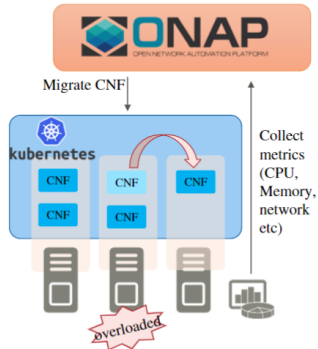 ONAP
OPEN NETWORK AUTOMATION PLATFORM
Migrate CNF
kubernetes
CNF
CNF
CNF
CNF
CNF
Collect
metrics
(CPU,
Memory,
network
etc)
overloaded